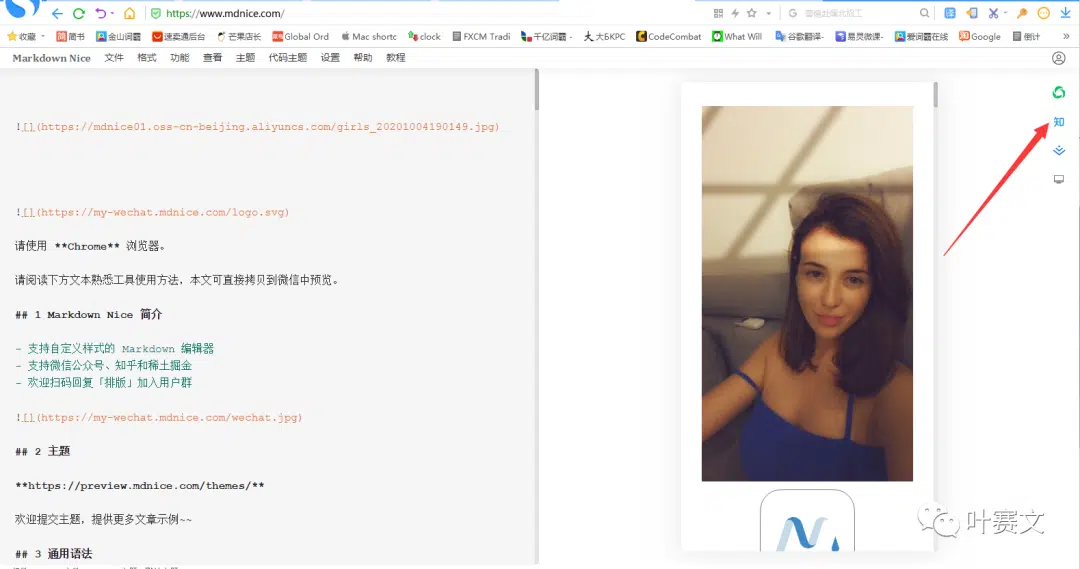 https://www.mdnice.com/
收藏 简书 金山词霸 速卖通后台 芒果店长 Global Ord Mac shortc clock FXCM Tradi 千亿词霸 - 大БКРС CodeCombat What Will 谷歌翻译- 易灵微课- 爱词霸在线 Google 倒计 »
Markdown Nice 文件 格式 功能 查看 主题 代码主题 设置 帮助 教程
![](https://mdnice01.oss-cn-beijing.aliyuncs.com/girls_20201004190149.jpg)
知
![](https://my-wechat.mdnice.com/logo.svg)
请使用 **Chrome** 浏览器。
请阅读下方文本熟悉工具使用方法，本文可直接拷贝到微信中预览。
## 1 Markdown Nice 简介
- 支持自定义样式的 Markdown 编辑器
- 支持微信公众号、知乎和稀土掘金
- 欢迎扫码回复「排版」加入用户群
![](https://my-wechat.mdnice.com/wechat.jpg)
## 2 主题
**https://preview.mdnice.com/themes/**
欢迎提交主题，提供更多文章示例~~
叶赛文
## 3 通用语法